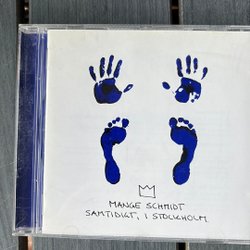 MANGE SCHMIDT
SAMTIDIGT, I STOCKHOLM